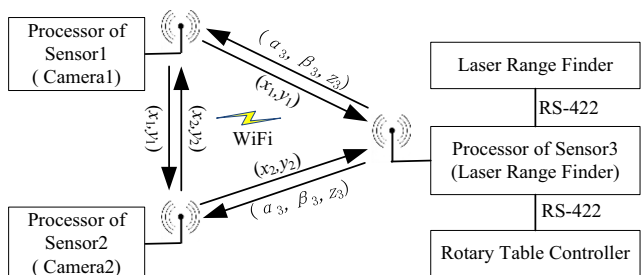 Processor of
Sensor1
( Camera1)
(α₃, β₃, z₃)
(x₁,y₁)
(x₁,y₁)
(x₂,y₂)
WiFi
(x₂,y₂)
(α₃, β₃, z₃)
Processor of
Sensor2
( Camera2)
Laser Range Finder
RS-422
Processor of Sensor3
(Laser Range Finder)
RS-422
Rotary Table Controller